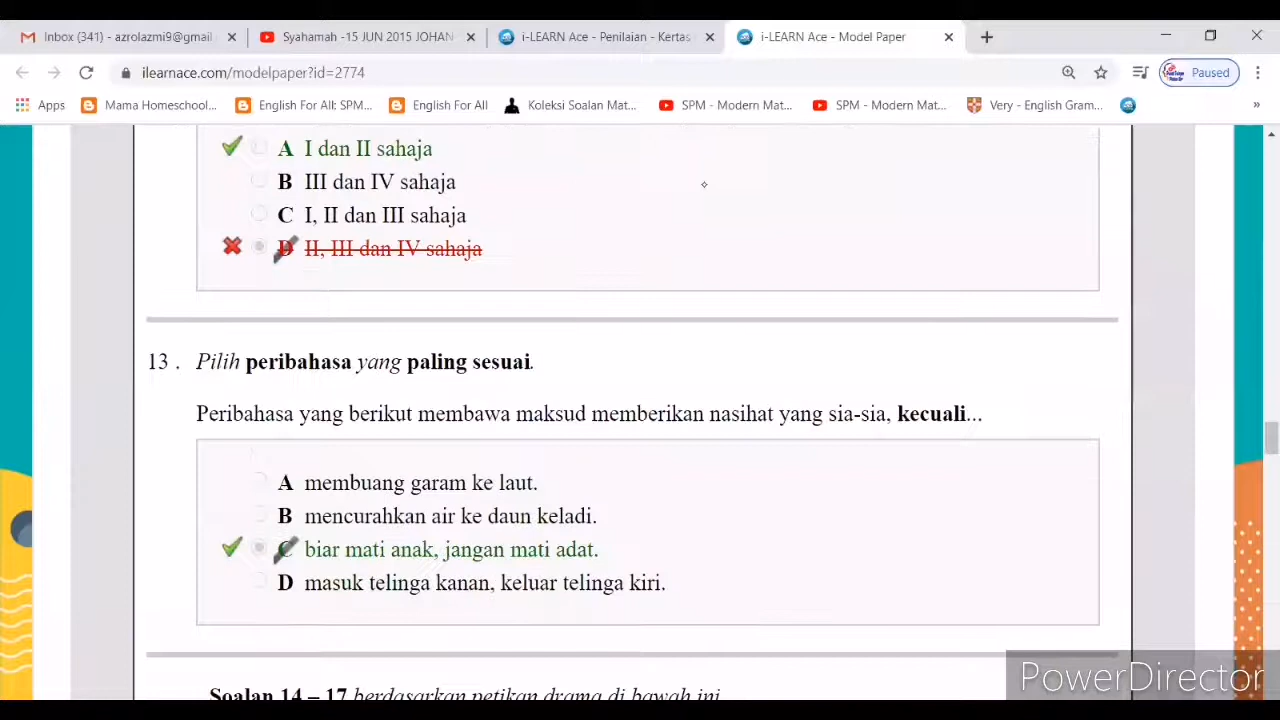 Inbox (341) - azrolazmi9@gmail
Syahamah -15 JUN 2015 JOHAN
i-LEARN Ace - Penilaian - Kertas
i-LEARN Ace - Model Paper
ilearnace.com/modelpaper?id=2774
Paused
Apps
Mama Homeschool...
English For All: SPM...
English For All
Koleksi Soalan Mat...
SPM - Modern Mat...
SPM - Modern Mat...
Very - English Gram...
»
A I dan II sahaja
B III dan IV sahaja
C I, II dan III sahaja
D II, III dan IV sahaja
13 . Pilih peribahasa yang paling sesuai.
Peribahasa yang berikut membawa maksud memberikan nasihat yang sia-sia, kecuali...
A membuang garam ke laut.
B mencurahkan air ke daun keladi.
C biar mati anak, jangan mati adat.
D masuk telinga kanan, keluar telinga kiri.
Soalan 14 – 17 berdasarkan petikan drama di bawah ini
PowerDirector